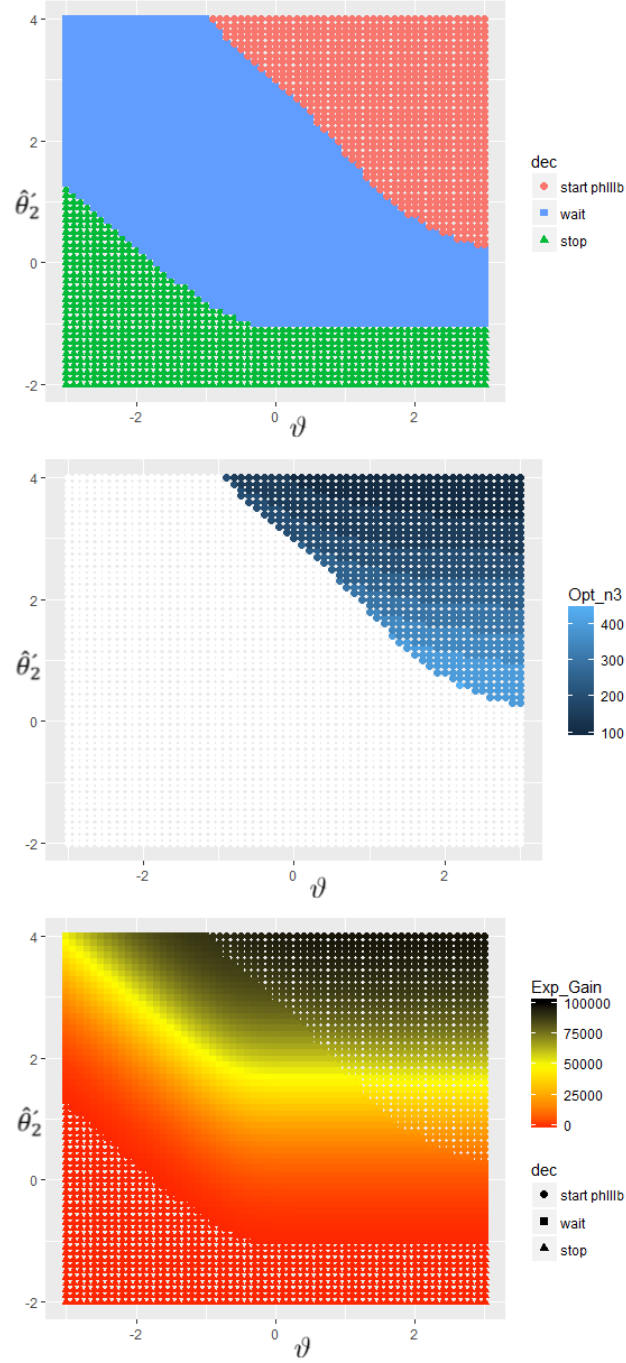 4
2
0
-2
θ̂′₂
-2
0
2
ϑ
dec
start phIIIb
wait
stop
4
2
0
-2
θ̂′₂
-2
0
2
ϑ
Opt_n3
400
300
200
100
4
2
0
-2
θ̂′₂
-2
0
2
ϑ
Exp_Gain
100000
75000
50000
25000
0
dec
start phIIIb
wait
stop